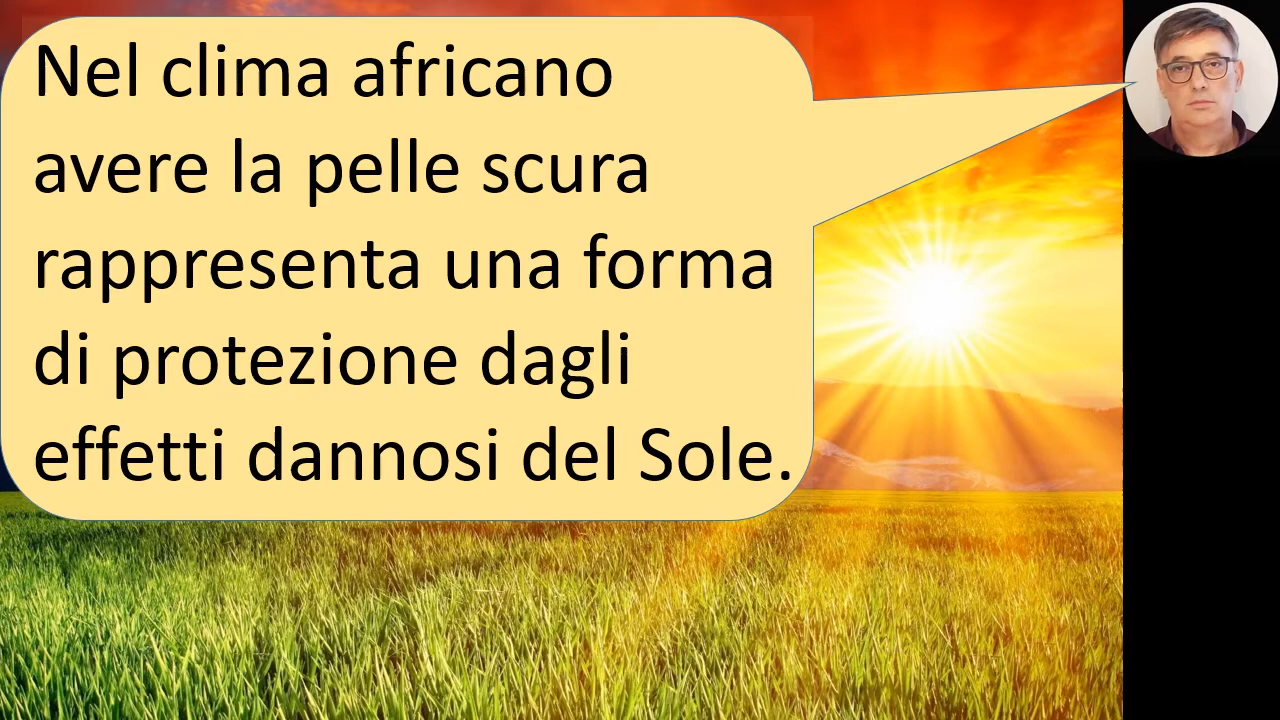 Nel clima africano
avere la pelle scura
rappresenta una forma
di protezione dagli
effetti dannosi del Sole.